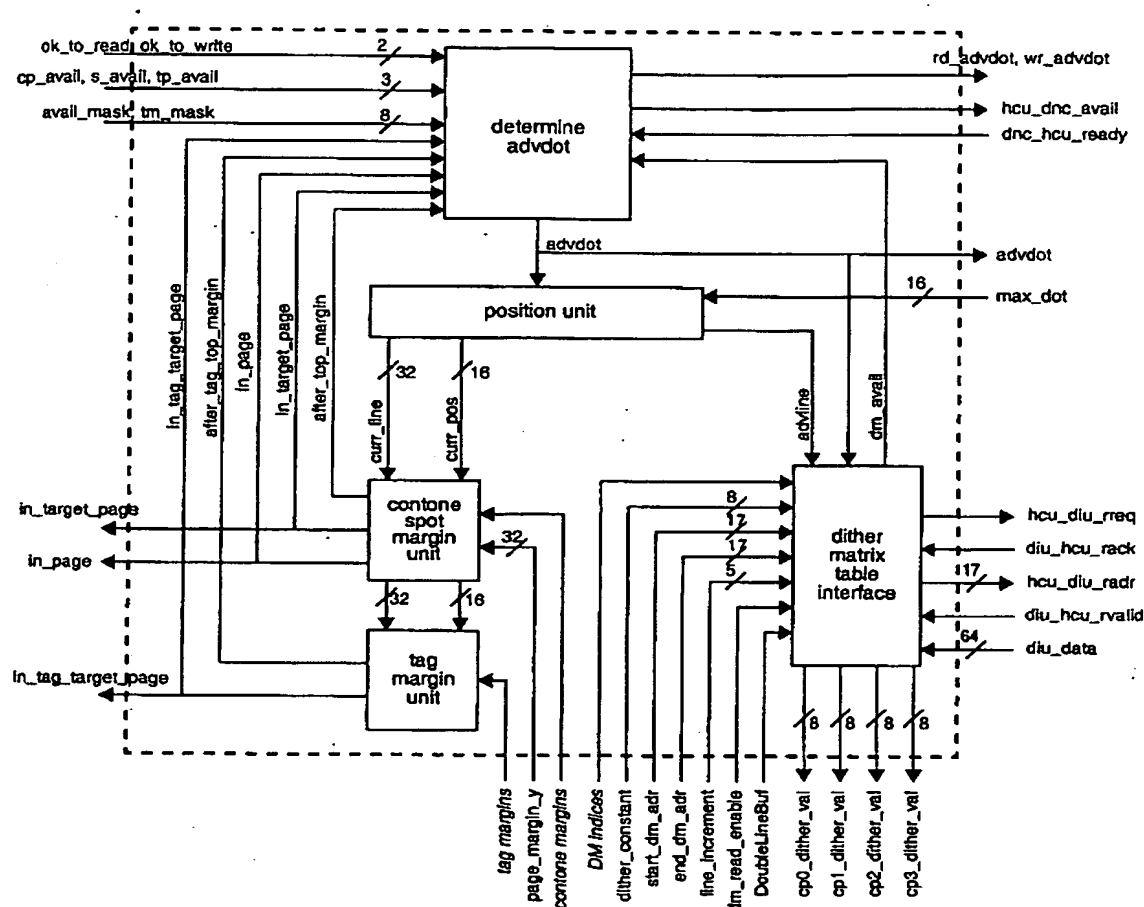 ok_to_read, ok_to_write
2
cp_avail, s_avail, tp_avail
3
avail_mask, tm_mask
8
determine
advdot
rd_advdot, wr_advdot
hcu_dnc_avail
dnc_hcu_ready
advdot
advdot
position unit
16
max_dot
in_tag_target_page
after_tag_top_margin
in_page
in_target_page
after_top_margin
32
16
curr_line
curr_pos
advline
dm_avail
in_target_page
in_page
contone
spot
margin
unit
32
32
16
8
17
17
5
dither
matrix
table
interface
hcu_diu_rreq
diu_hcu_rack
17
hcu_diu_radr
diu_hcu_rvalid
64
diu_data
in_tag_target_page
tag
margin
unit
8
8
8
8
tag margins
page_margin_y
contone margins
DM indices
dither_constant
start_dm_adr
end_dm_adr
line_increment
dm_read_enable
DoubleLineBuf
cp0_dither_val
cp1_dither_val
cp2_dither_val
cp3_dither_val